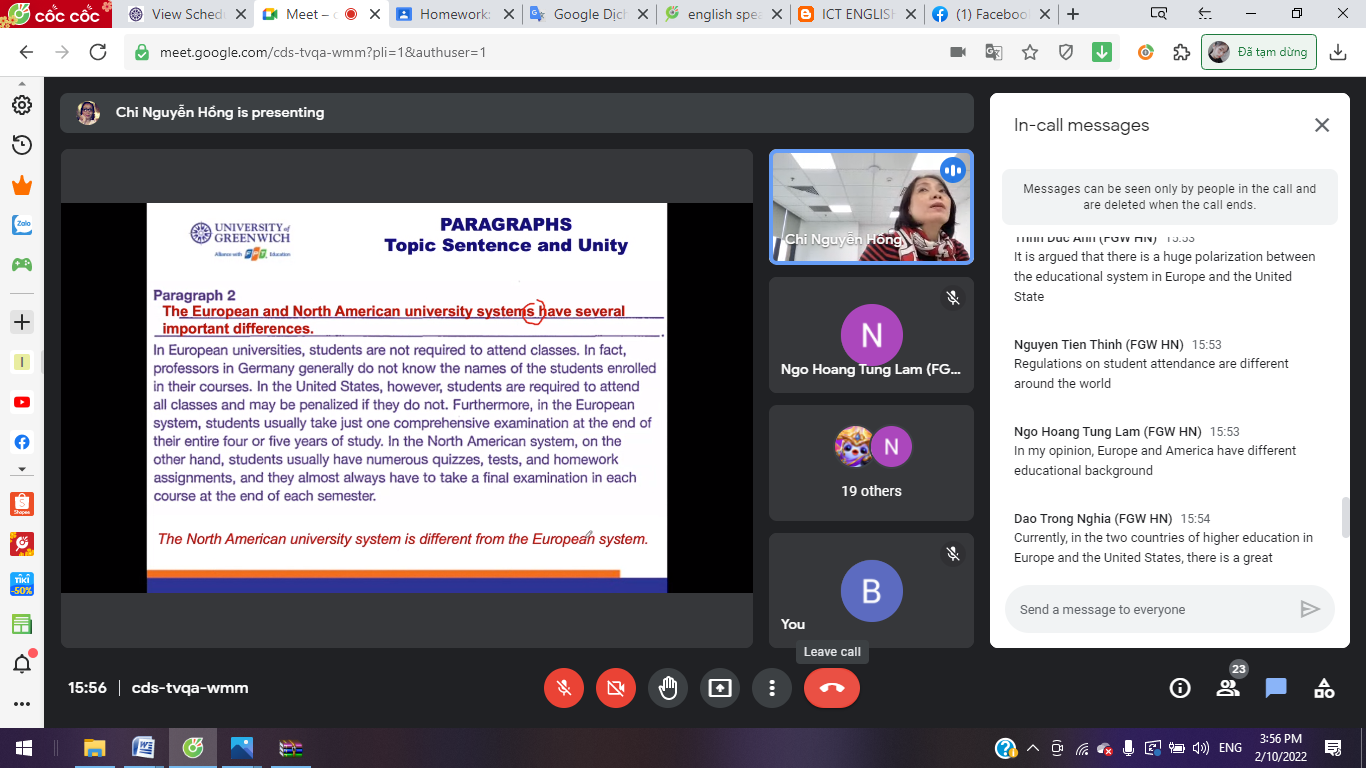 cốc cốc
View Sched
Meet – c
Homework:
Google Dịch
english spea
ICT ENGLISH
(1) Facebook
meet.google.com/cds-tvqa-wmm?pli=1&authuser=1
Đã tạm dừng
Chi Nguyễn Hồng is presenting
UNIVERSITY of
GREENWICH
Alliance with FPT Education
PARAGRAPHS
Topic Sentence and Unity
Paragraph 2
The European and North American university systems have several
important differences.
In European universities, students are not required to attend classes. In fact,
professors in Germany generally do not know the names of the students enrolled
in their courses. In the United States, however, students are required to attend
all classes and may be penalized if they do not. Furthermore, in the European
system, students usually take just one comprehensive examination at the end of
their entire four or five years of study. In the North American system, on the
other hand, students usually have numerous quizzes, tests, and homework
assignments, and they almost always have to take a final examination in each
course at the end of each semester.
The North American university system is different from the European system.
Chi Nguyễn Hồng
N
Ngo Hoang Tung Lam (FG...
N
19 others
B
You
Leave call
In-call messages
Messages can be seen only by people in the call and
are deleted when the call ends.
Trinh Duc Anh (FGW HN) 15:53
It is argued that there is a huge polarization between
the educational system in Europe and the United
State
Nguyen Tien Thinh (FGW HN) 15:53
Regulations on student attendance are different
around the world
Ngo Hoang Tung Lam (FGW HN) 15:53
In my opinion, Europe and America have different
educational background
Dao Trong Nghia (FGW HN) 15:54
Currently, in the two countries of higher education in
Europe and the United States, there is a great
Send a message to everyone
15:56 | cds-tvqa-wmm
23
Zalo
I
Shopee
TIKI
-50%
ENG
3:56 PM
2/10/2022